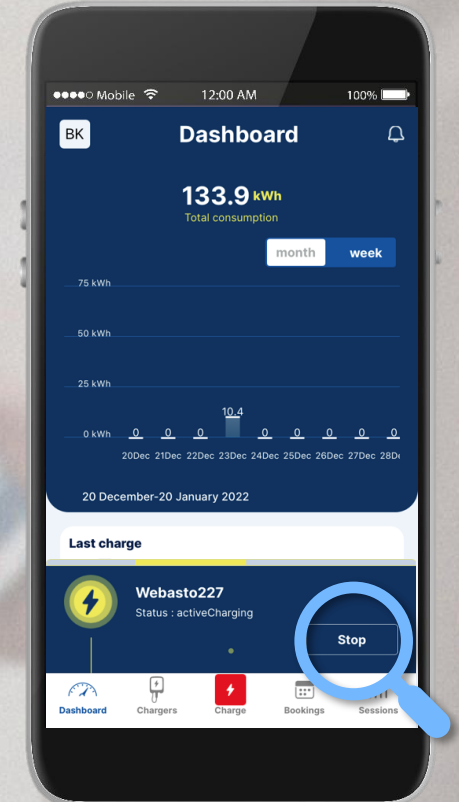 Mobile 12:00 AM 100%
BK Dashboard
133.9 kWh
Total consumption
month week
75 kWh
50 kWh
25 kWh
10.4
0 kWh 0 0 0 0 0 0 0 0
20Dec 21Dec 22Dec 23Dec 24Dec 25Dec 26Dec 27Dec
20 December-20 January 2022
Last charge
Webasto227
Status : activeCharging
Stop
Dashboard Chargers Charge Bookings Sessions